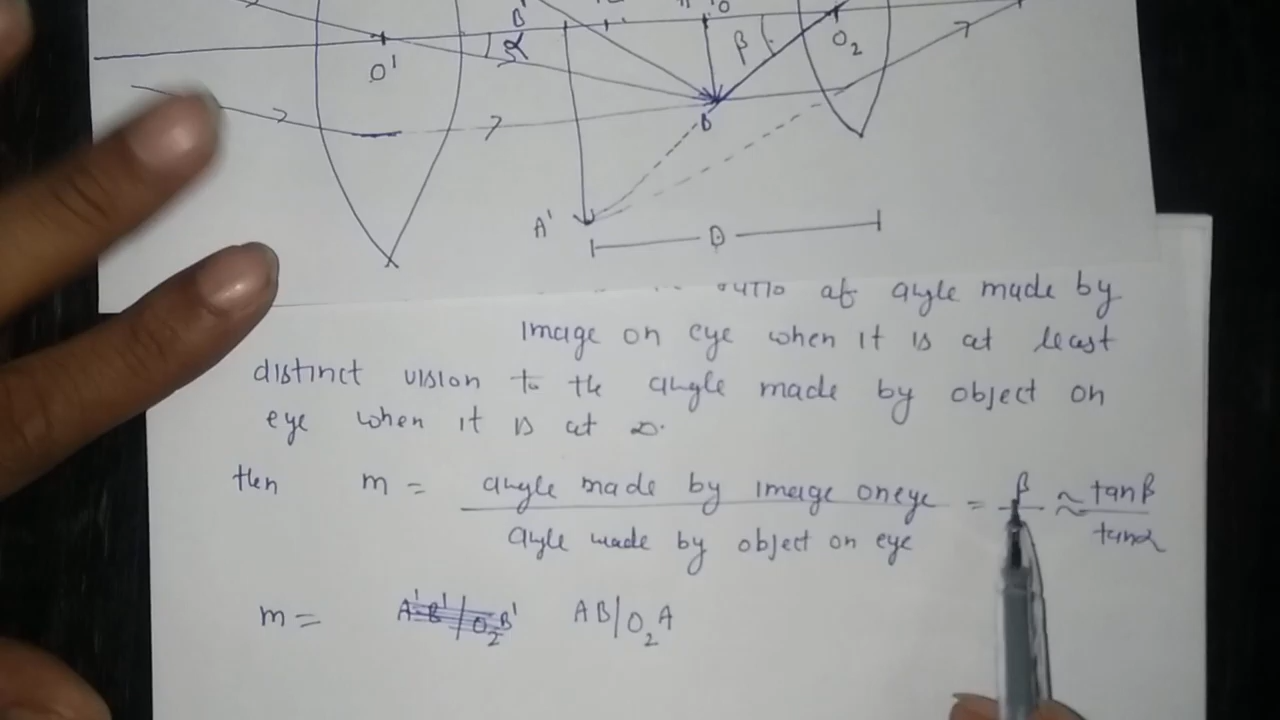 B'
α
O'
β
O2
B
A'
D
of angle made by
Image on eye when it is at least
distinct vision to the angle made by object on
eye when it is at ∞.
then m = angle made by image on eye = β ≈ tanβ
angle made by object on eye tanα
m = A'B'/O2B' AB/O2A